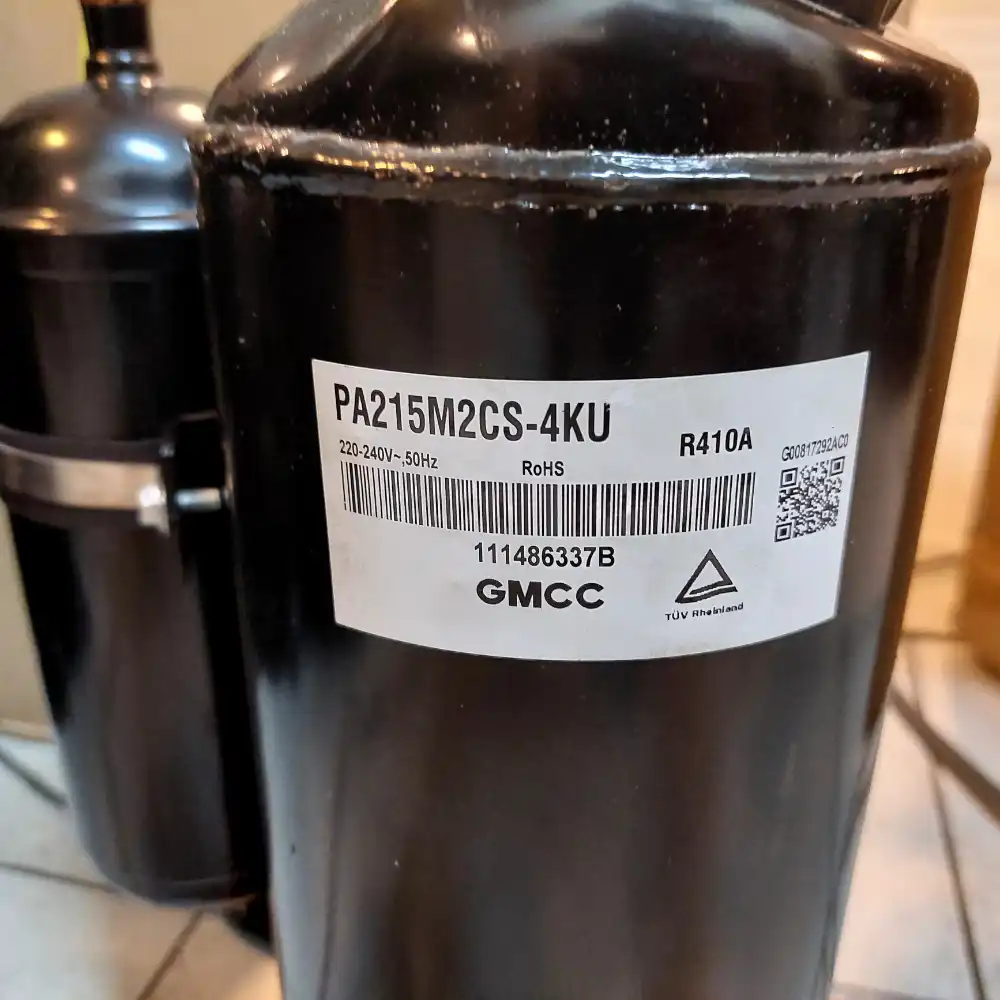 PA215M2CS-4KU
220-240V~,50Hz
RoHS
R410A
G00817292AC0
111486337B
GMCC
TÜV Rheinland